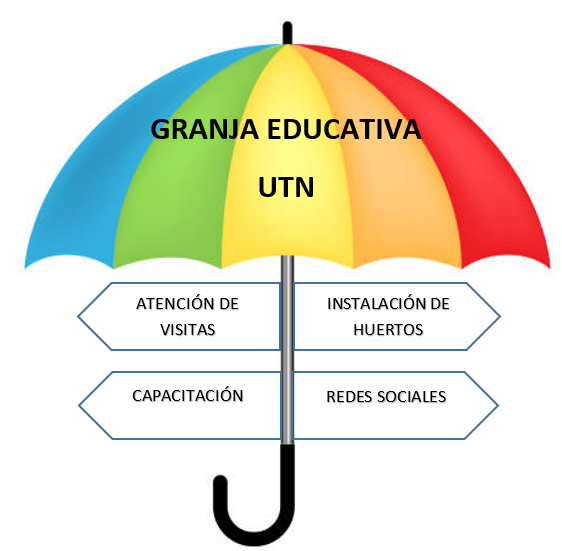 GRANJA EDUCATIVA
UTN
ATENCIÓN DE
VISITAS
INSTALACIÓN DE
HUERTOS
CAPACITACIÓN
REDES SOCIALES